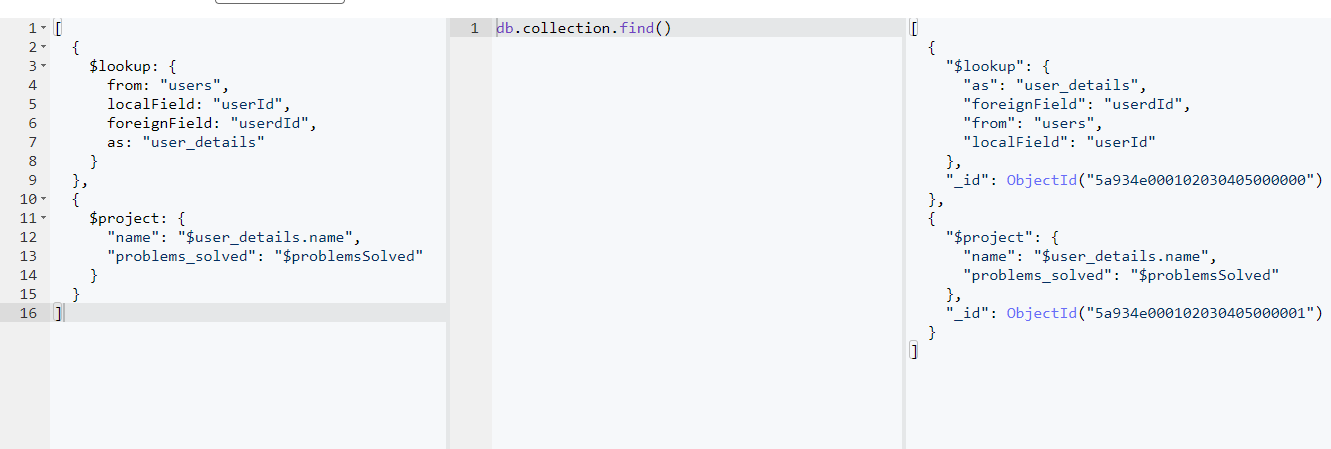 1 [
2 {
3 $lookup: {
4 from: "users",
5 localField: "userId",
6 foreignField: "userdId",
7 as: "user_details"
8 }
9 },
10 {
11 $project: {
12 "name": "$user_details.name",
13 "problems_solved": "$problemsSolved"
14 }
15 }
16 ]
1 db.collection.find()
[
{
"$lookup": {
"as": "user_details",
"foreignField": "userdId",
"from": "users",
"localField": "userId"
},
"_id": ObjectId("5a934e000102030405000000")
},
{
"$project": {
"name": "$user_details.name",
"problems_solved": "$problemsSolved"
},
"_id": ObjectId("5a934e000102030405000001")
}
]